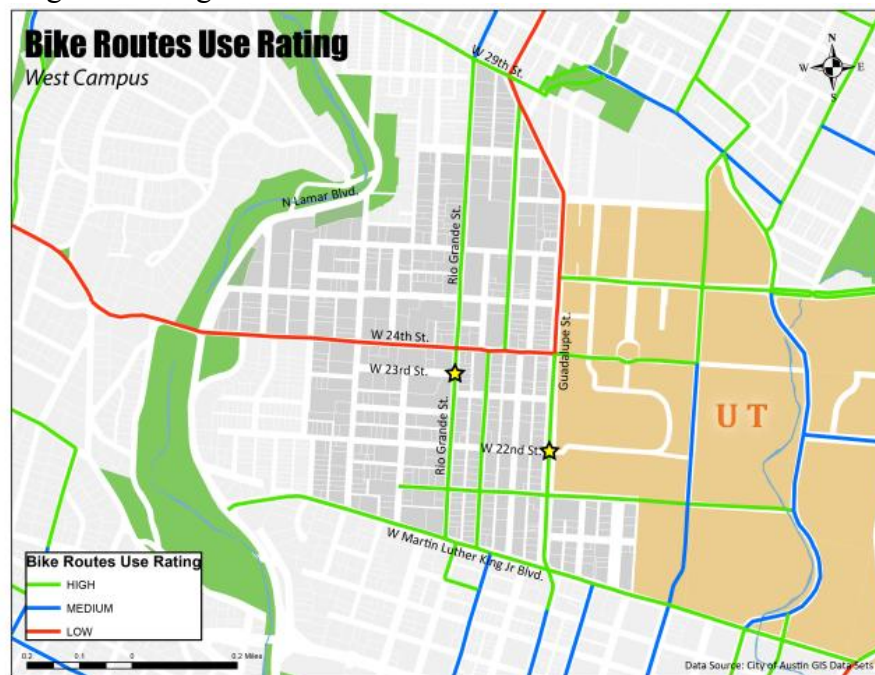 Bike Routes Use Rating
West Campus
W 29th St.
N
W E
S
N Lamar Blvd.
Rio Grande St.
W 24th St.
Guadalupe St.
W 23rd St.
UT
Rio Grande St.
W 22nd St.
W Martin Luther King Jr Blvd.
Bike Routes Use Rating
HIGH
MEDIUM
LOW
0.2 0.1 0 0.2 Miles
Data Source: City of Austin GIS Data Sets